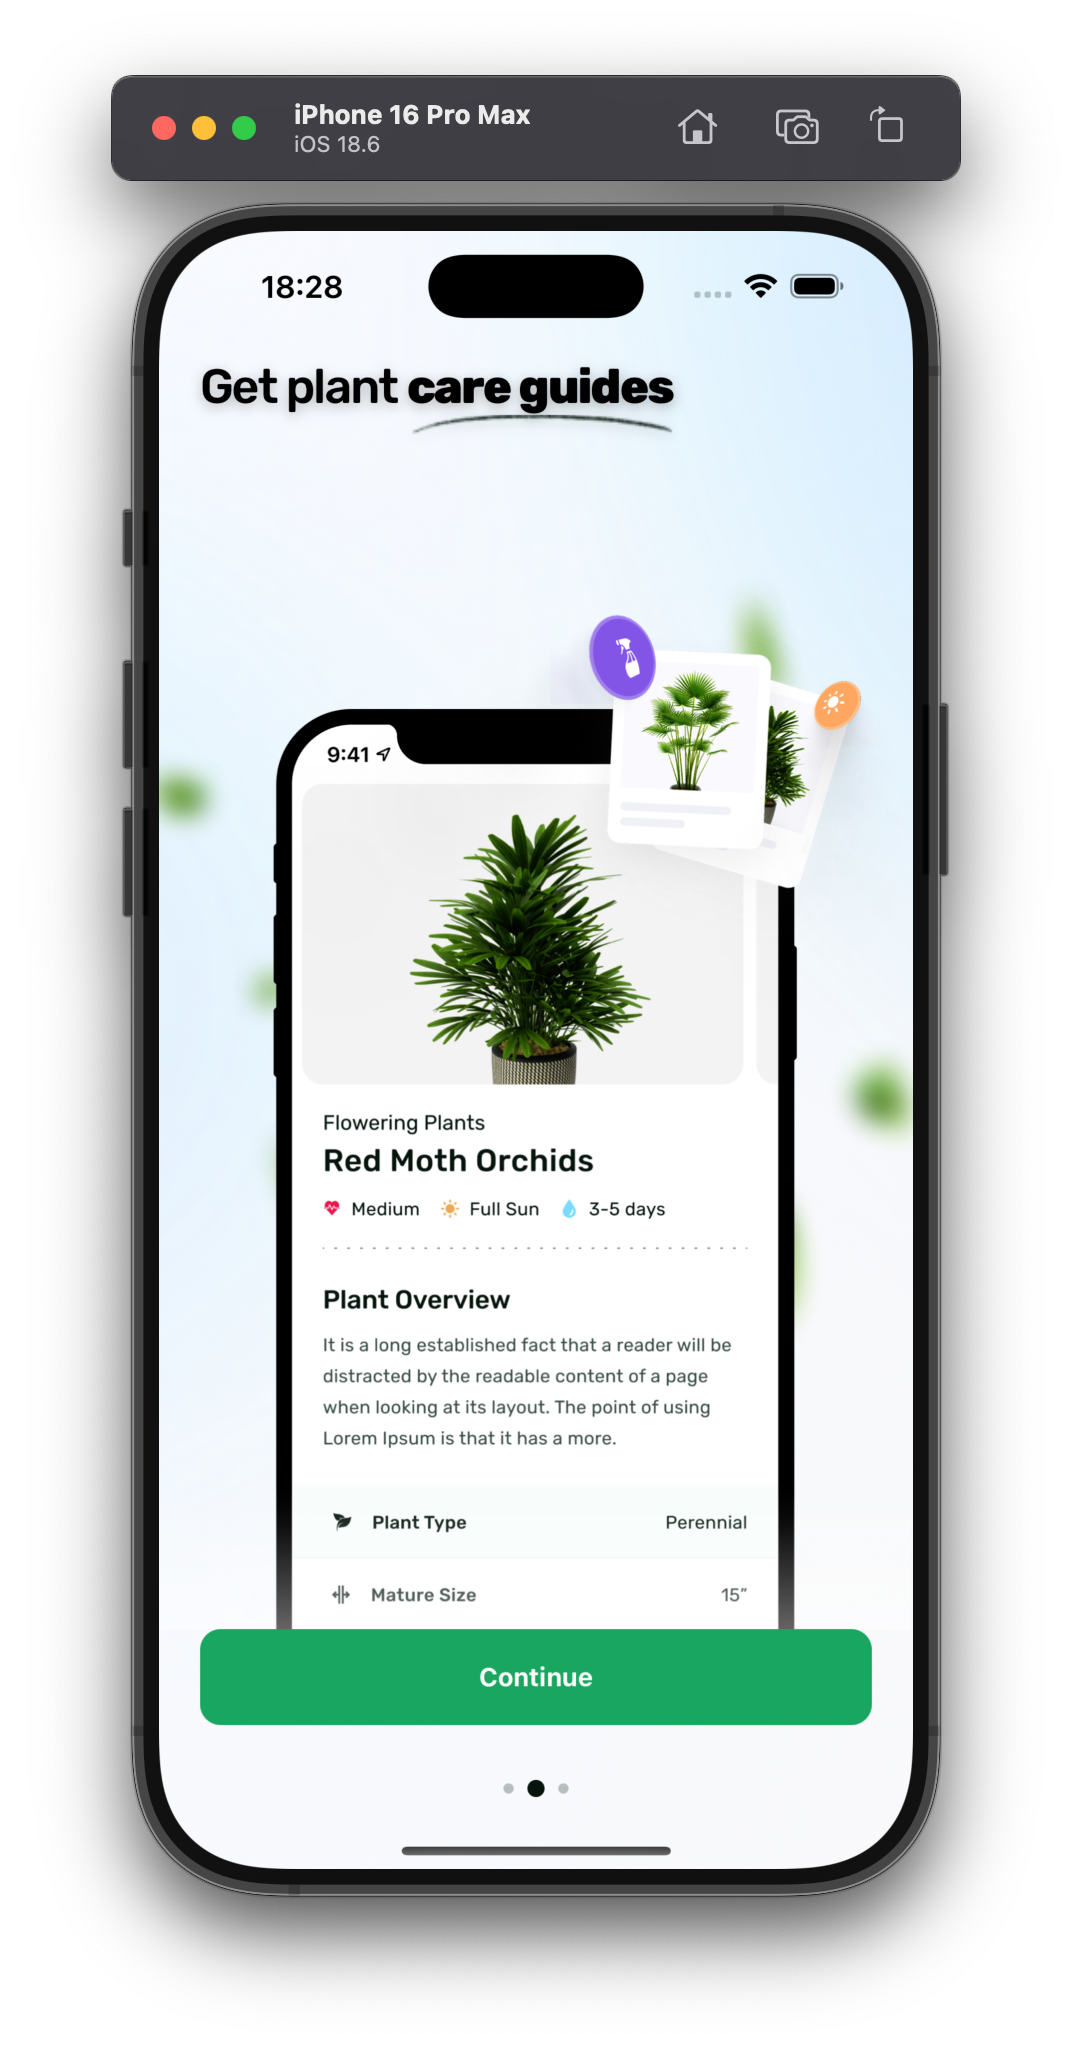 iPhone 16 Pro Max
iOS 18.6
18:28
Get plant care guides
9:41
Flowering Plants
Red Moth Orchids
Medium Full Sun 3-5 days
Plant Overview
It is a long established fact that a reader will be
distracted by the readable content of a page
when looking at its layout. The point of using
Lorem Ipsum is that it has a more.
Plant Type Perennial
Mature Size 15”
Continue